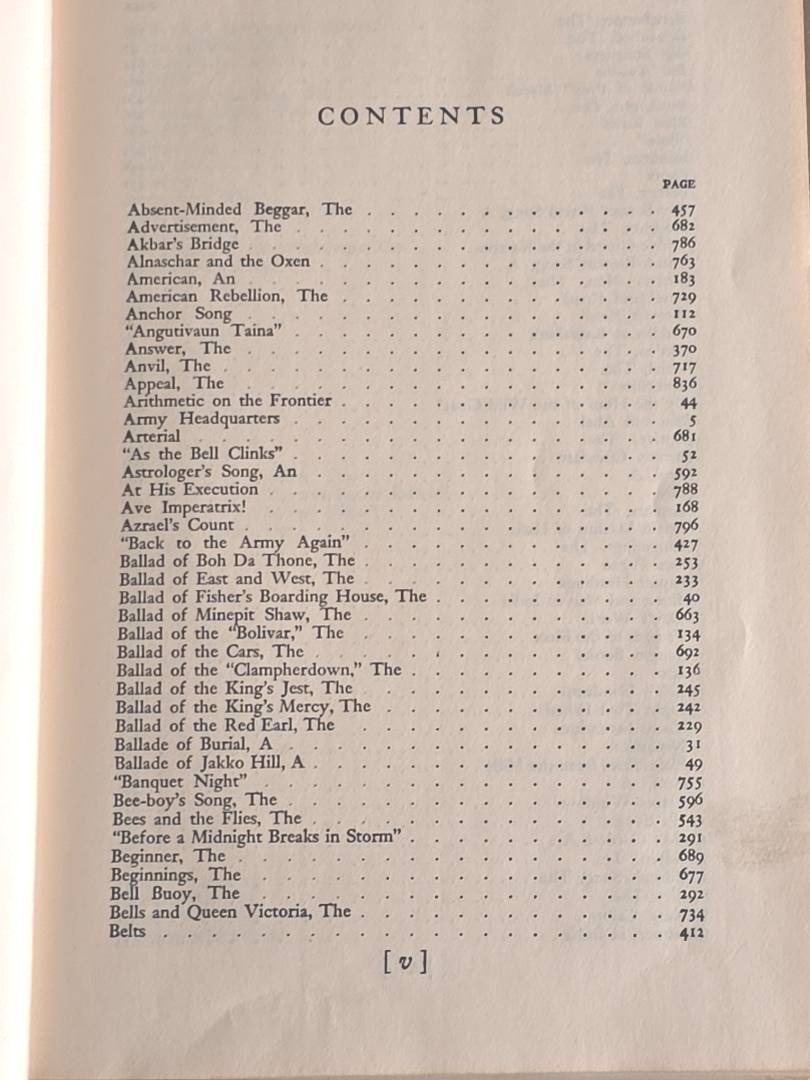 CONTENTS
PAGE
Absent-Minded Beggar, The . . . . . . . . . . . . . 457
Advertisement, The . . . . . . . . . . . . . . . . 682
Akbar's Bridge . . . . . . . . . . . . . . . . . . 786
Alnaschar and the Oxen . . . . . . . . . . . . . . . 763
American, An . . . . . . . . . . . . . . . . . . 183
American Rebellion, The . . . . . . . . . . . . . . 729
Anchor Song . . . . . . . . . . . . . . . . . . 112
"Angutivaun Taina" . . . . . . . . . . . . . . . . 670
Answer, The . . . . . . . . . . . . . . . . . . 370
Anvil, The . . . . . . . . . . . . . . . . . . . 717
Appeal, The . . . . . . . . . . . . . . . . . . 836
Arithmetic on the Frontier . . . . . . . . . . . . . . 44
Army Headquarters . . . . . . . . . . . . . . . . 5
Arterial . . . . . . . . . . . . . . . . . . . . 681
"As the Bell Clinks" . . . . . . . . . . . . . . . . 52
Astrologer's Song, An . . . . . . . . . . . . . . . 592
At His Execution . . . . . . . . . . . . . . . . . 788
Ave Imperatrix! . . . . . . . . . . . . . . . . . 168
Azrael's Count . . . . . . . . . . . . . . . . . . 796
"Back to the Army Again" . . . . . . . . . . . . . 427
Ballad of Boh Da Thone, The . . . . . . . . . . . . . 253
Ballad of East and West, The . . . . . . . . . . . . . 233
Ballad of Fisher's Boarding House, The . . . . . . . . . . 40
Ballad of Minepit Shaw, The . . . . . . . . . . . . . 663
Ballad of the "Bolivar," The . . . . . . . . . . . . . 134
Ballad of the Cars, The . . . . . . . . . . . . . . . 692
Ballad of the "Clampherdown," The . . . . . . . . . . . 136
Ballad of the King's Jest, The . . . . . . . . . . . . . 245
Ballad of the King's Mercy, The . . . . . . . . . . . . 242
Ballad of the Red Earl, The . . . . . . . . . . . . . 229
Ballade of Burial, A . . . . . . . . . . . . . . . . 31
Ballade of Jakko Hill, A . . . . . . . . . . . . . . . 49
"Banquet Night" . . . . . . . . . . . . . . . . . 755
Bee-boy's Song, The . . . . . . . . . . . . . . . . 596
Bees and the Flies, The . . . . . . . . . . . . . . . 543
"Before a Midnight Breaks in Storm" . . . . . . . . . . . 291
Beginner, The . . . . . . . . . . . . . . . . . . 689
Beginnings, The . . . . . . . . . . . . . . . . . 677
Bell Buoy, The . . . . . . . . . . . . . . . . . 292
Bells and Queen Victoria, The . . . . . . . . . . . . . 734
Belts . . . . . . . . . . . . . . . . . . . . . 412
[ v ]